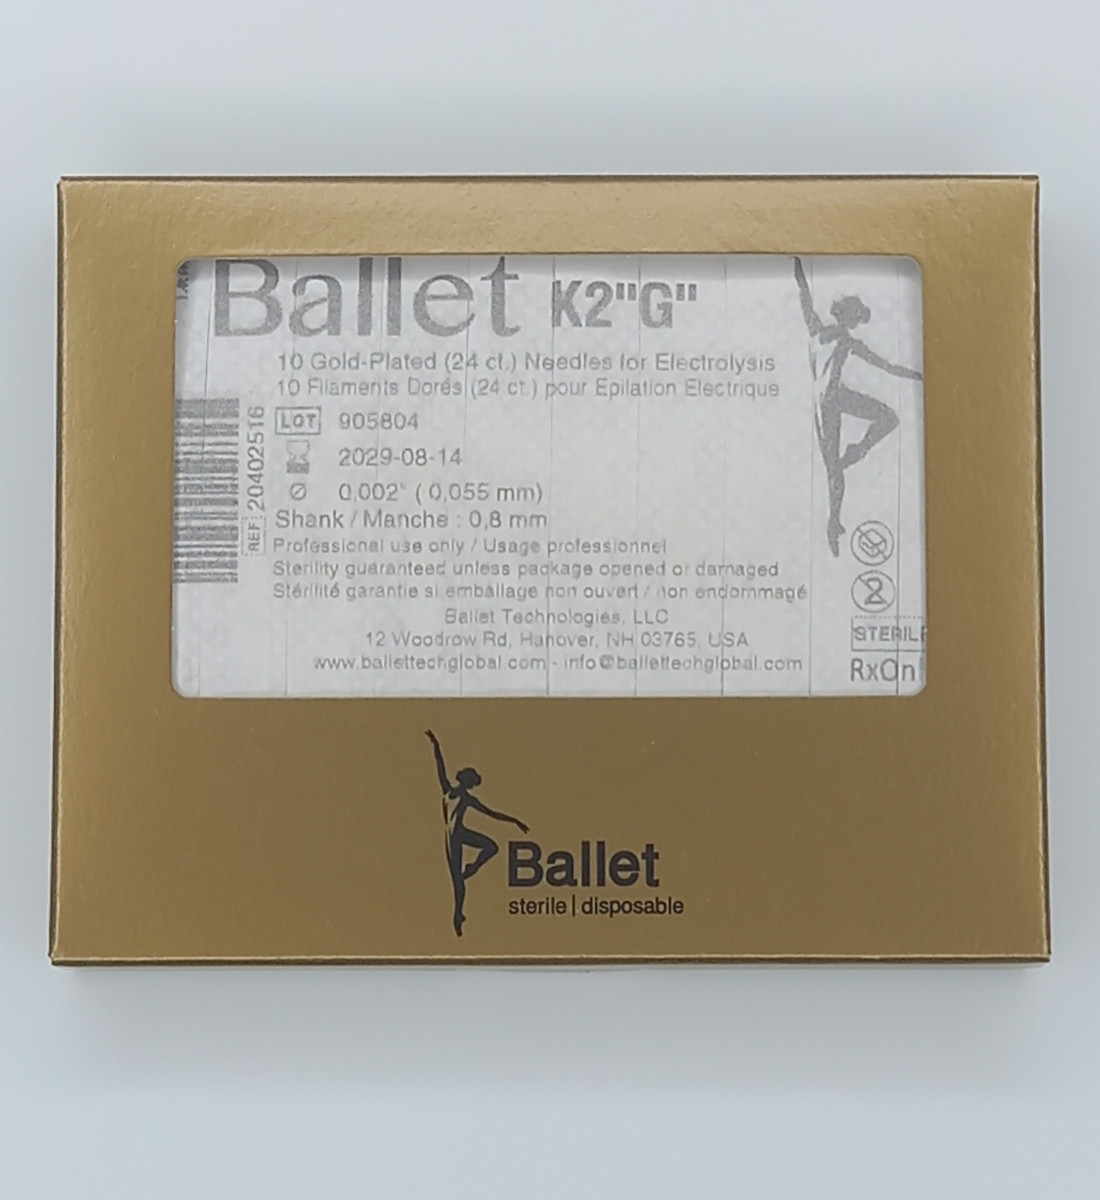 Ballet K2"G"
10 Gold-Plated (24 ct.) Needles for Electrolysis
10 Filaments Dorés (24 ct.) pour Epilation Electrique
LOT 905804
2029-08-14
Ø 0,002" ( 0,055 mm)
Shank / Manche : 0,8 mm
Professional use only / Usage professionnel
Sterility guaranteed unless package opened or damaged
Stérilité garantie si emballage non ouvert / non endommagé
Ballet Technologies, LLC
12 Woodrow Rd, Hanover, NH 03765, USA
www.ballettechglobal.com - info@ballettechglobal.com
REF: 20402516
2
STERILE
RxOn
Ballet
sterile | disposable